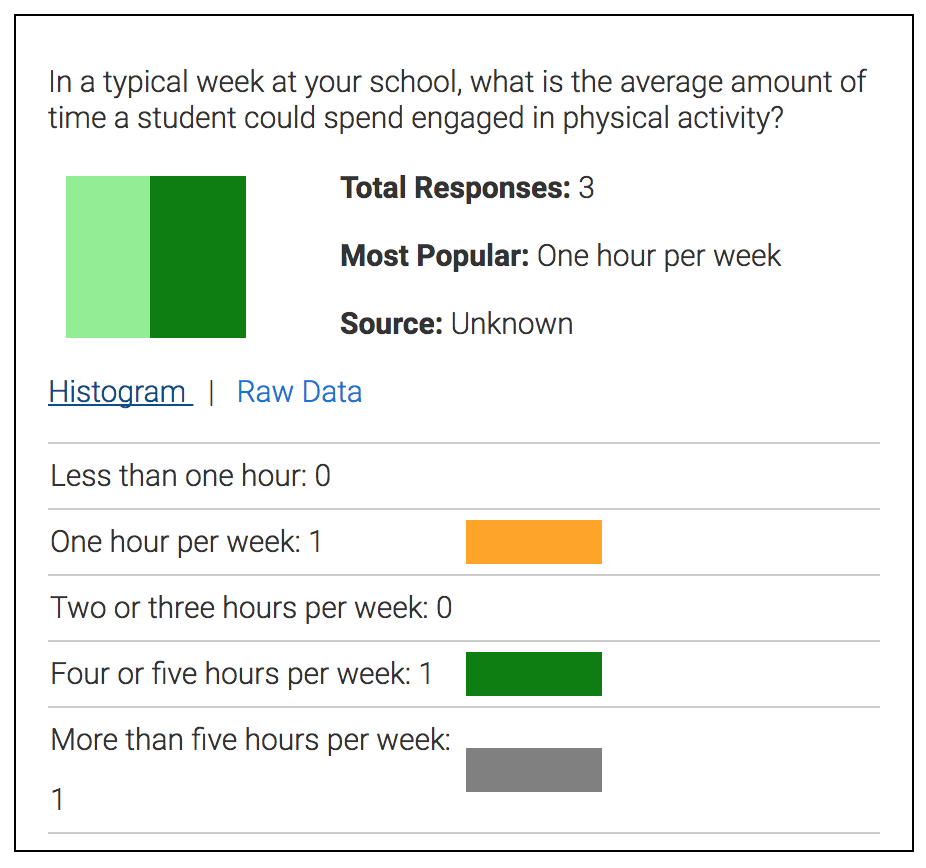 In a typical week at your school, what is the average amount of
time a student could spend engaged in physical activity?
Total Responses: 3
Most Popular: One hour per week
Source: Unknown
Histogram | Raw Data
Less than one hour: 0
One hour per week: 1
Two or three hours per week: 0
Four or five hours per week: 1
More than five hours per week:
1